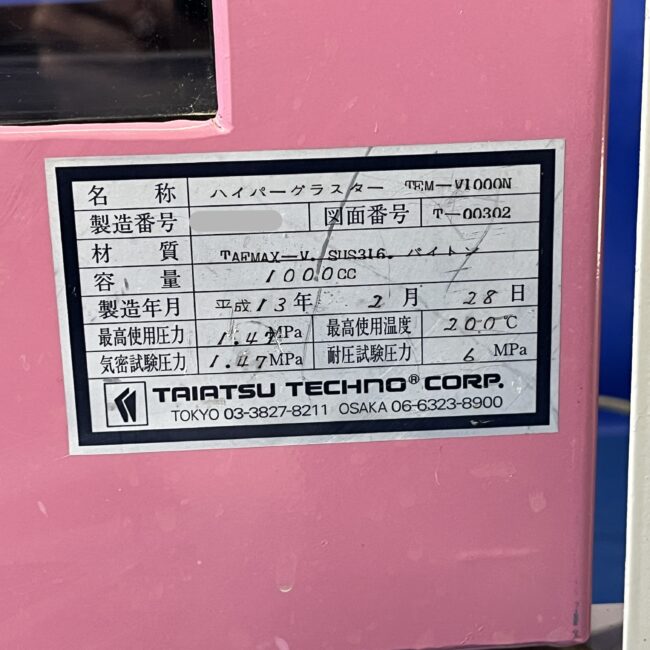 名称 ハイパーグラスター TEM-V1000N
製造番号 図面番号 T-00302
材質 TAFMAX-V. SUS316. バイトン
容量 1000CC
製造年月 平成13年 2月 28日
最高使用圧力 1.47MPa 最高使用温度 200℃
気密試験圧力 1.47MPa 耐圧試験圧力 6 MPa
TAIATSU TECHNO® CORP.
TOKYO 03-3827-8211 OSAKA 06-6323-8900